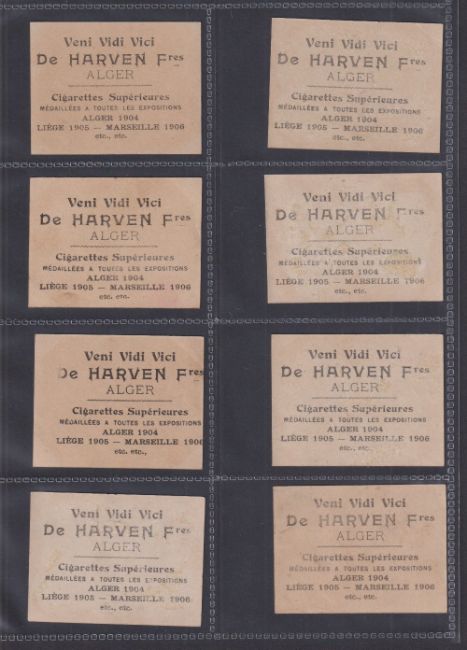 Veni Vidi Vici
De HARVEN Fres
ALGER
Cigarettes Supérieures
MÉDAILLÉES A TOUTES LES EXPOSITIONS
ALGER 1904
LIÈGE 1905 — MARSEILLE 1906
etc., etc.
Veni Vidi Vici
De HARVEN Fres
ALGER
Cigarettes Supérieures
MÉDAILLÉES A TOUTES LES EXPOSITIONS
ALGER 1904
LIÈGE 1905 — MARSEILLE 1906
etc., etc.
Veni Vidi Vici
De HARVEN Fres
ALGER
Cigarettes Supérieures
MÉDAILLÉES A TOUTES LES EXPOSITIONS
ALGER 1904
LIÈGE 1905 — MARSEILLE 1906
etc. etc.
Veni Vidi Vici
De HARVEN Fres
ALGER
Cigarettes Supérieures
MÉDAILLÉES A TOUTES LES EXPOSITIONS
ALGER 1904
LIÈGE 1905 — MARSEILLE 1906
etc., etc.
Veni Vidi Vici
De HARVEN Fres
ALGER
Cigarettes Supérieures
MÉDAILLÉES A TOUTES LES EXPOSITIONS
ALGER 1904
LIÈGE 1905 — MARSEILLE 1906
etc. etc.,
Veni Vidi Vici
De HARVEN Fres
ALGER
Cigarettes Supérieures
MÉDAILLÉES A TOUTES LES EXPOSITIONS
ALGER 1904
LIÈGE 1905 — MARSEILLE 1906
etc., etc.
Veni Vidi Vici
De HARVEN Fres
ALGER
Cigarettes Supérieures
MÉDAILLÉES A TOUTES LES EXPOSITIONS
ALGER 1904
LIÈGE 1905 — MARSEILLE 1906
etc., etc.
Veni Vidi Vici
De HARVEN Fres
ALGER
Cigarettes Supérieures
MÉDAILLÉES A TOUTES LES EXPOSITIONS
ALGER 1904
LIÈGE 1905 — MARSEILLE 1906
etc., etc.